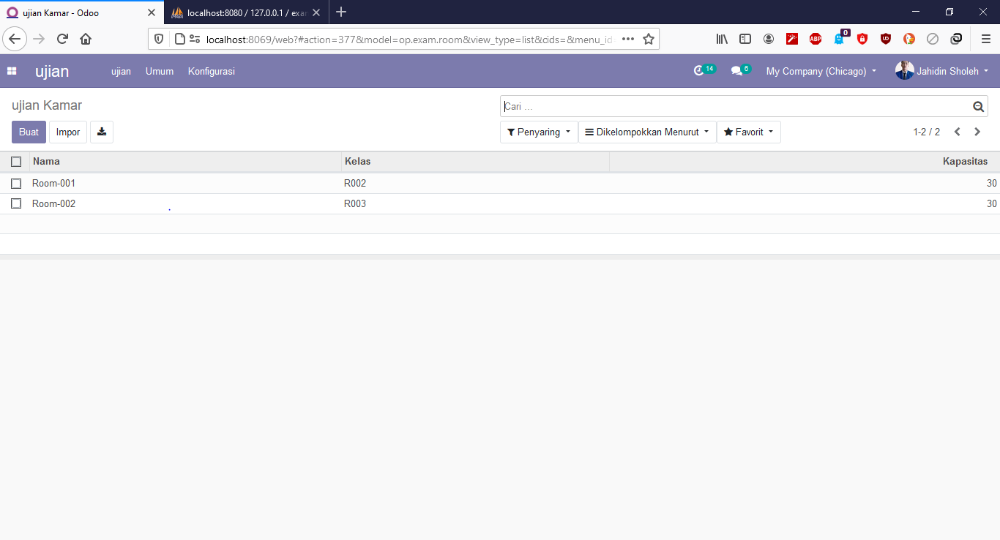 ujian Kamar - Odoo
localhost:8080 / 127.0.0.1 / exar
localhost:8069/web?#action=377&model=op.exam.room&view_type=list&cids=&menu_id
ABP
0
ujian
ujian Umum Konfigurasi
14
6
My Company (Chicago)
Jahidin Sholeh
ujian Kamar
Cari ...
Buat Impor
Penyaring Dikelompokkan Menurut Favorit
1-2 / 2
Nama Kelas Kapasitas
Room-001 R002 30
Room-002 R003 30